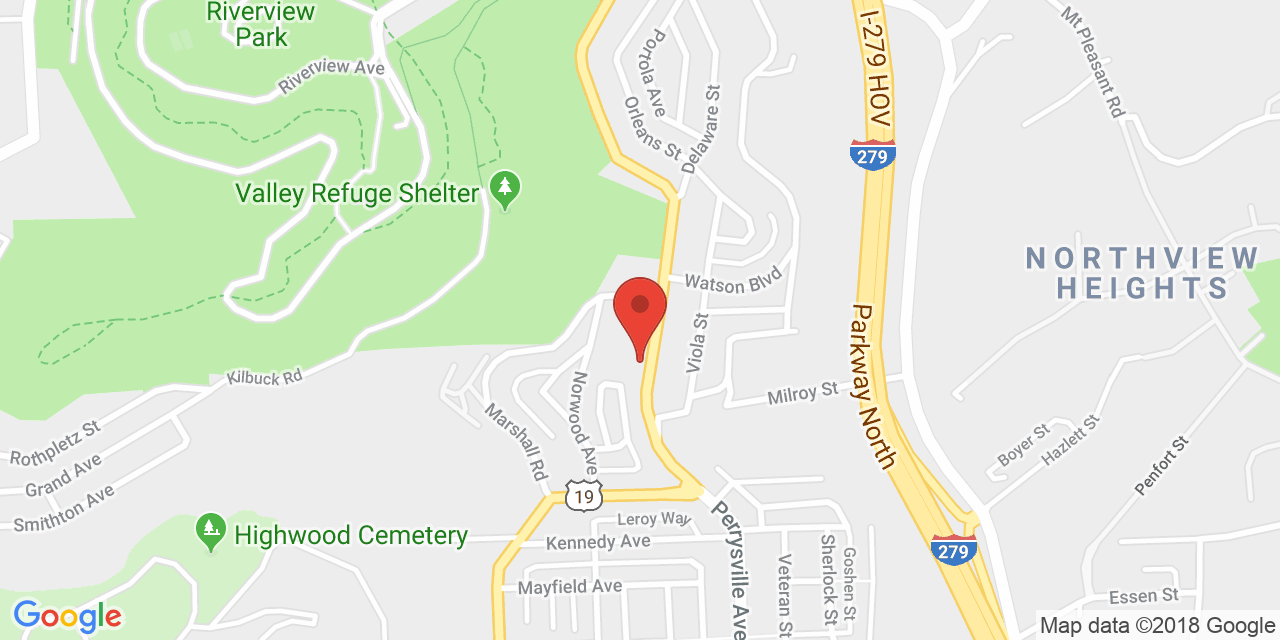 Riverview
Park
Riverview Ave
Portola Ave
Orleans St
Delaware St
I-279 HOV
Mt Pleasant Rd
279
Valley Refuge Shelter
NORTHVIEW
HEIGHTS
Watson Blvd
Viola St
Parkway North
Kilbuck Rd
Norwood Ave
Milroy St
Marshall Rd
Rothpletz St
Grand Ave
Smithton Ave
Boyer St
Hazlett St
Penfort St
19
Highwood Cemetery
Leroy Way
Kennedy Ave
Perrysville Ave
Mayfield Ave
Veteran St
Sherlock St
Goshen St
279
Essen St
Google
Map data ©2018 Google